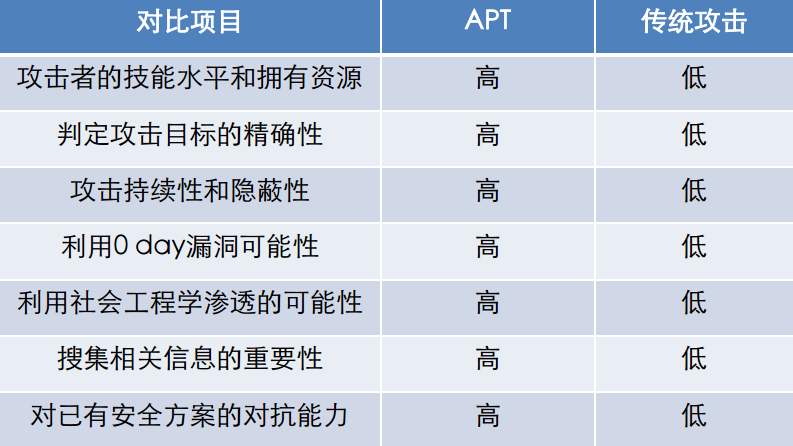 对比项目 APT 传统攻击
攻击者的技能水平和拥有资源 高 低
判定攻击目标的精确性 高 低
攻击持续性和隐蔽性 高 低
利用0 day漏洞可能性 高 低
利用社会工程学渗透的可能性 高 低
搜集相关信息的重要性 高 低
对已有安全方案的对抗能力 高 低